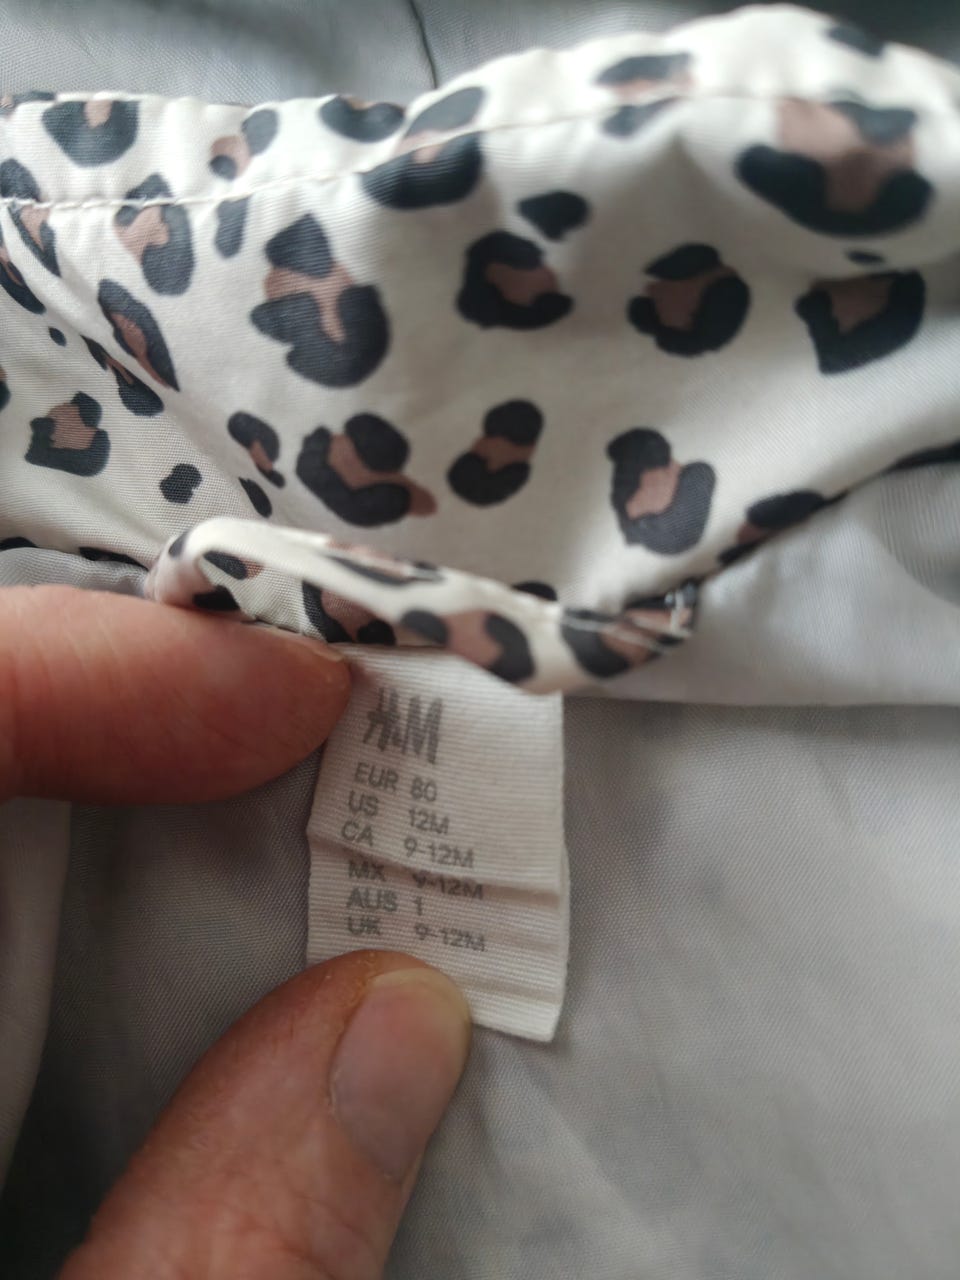 H&M
EUR 80
US 12M
CA 9-12M
MX 9-12M
AUS 1
UK 9-12M